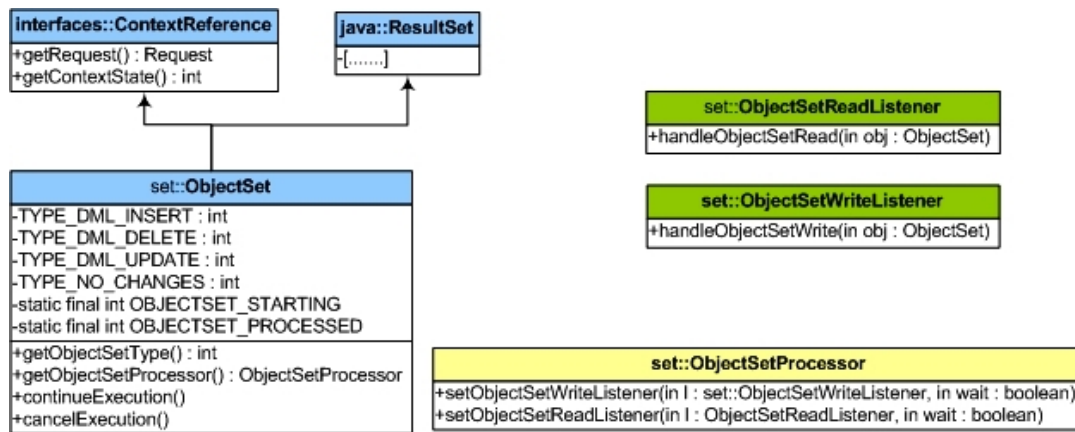 interfaces::ContextReference
+getRequest() : Request
+getContextState() : int
java::ResultSet
-[.......]
set::ObjectSetReadListener
+handleObjectSetRead(in obj : ObjectSet)
set::ObjectSet
-TYPE_DML_INSERT : int
-TYPE_DML_DELETE : int
-TYPE_DML_UPDATE : int
-TYPE_NO_CHANGES : int
-static final int OBJECTSET_STARTING
-static final int OBJECTSET_PROCESSED
+getObjectSetType() : int
+getObjectSetProcessor() : ObjectSetProcessor
+continueExecution()
+cancelExecution()
set::ObjectSetWriteListener
+handleObjectSetWrite(in obj : ObjectSet)
set::ObjectSetProcessor
+setObjectSetWriteListener(in l : set::ObjectSetWriteListener, in wait : boolean)
+setObjectSetReadListener(in l : ObjectSetReadListener, in wait : boolean)